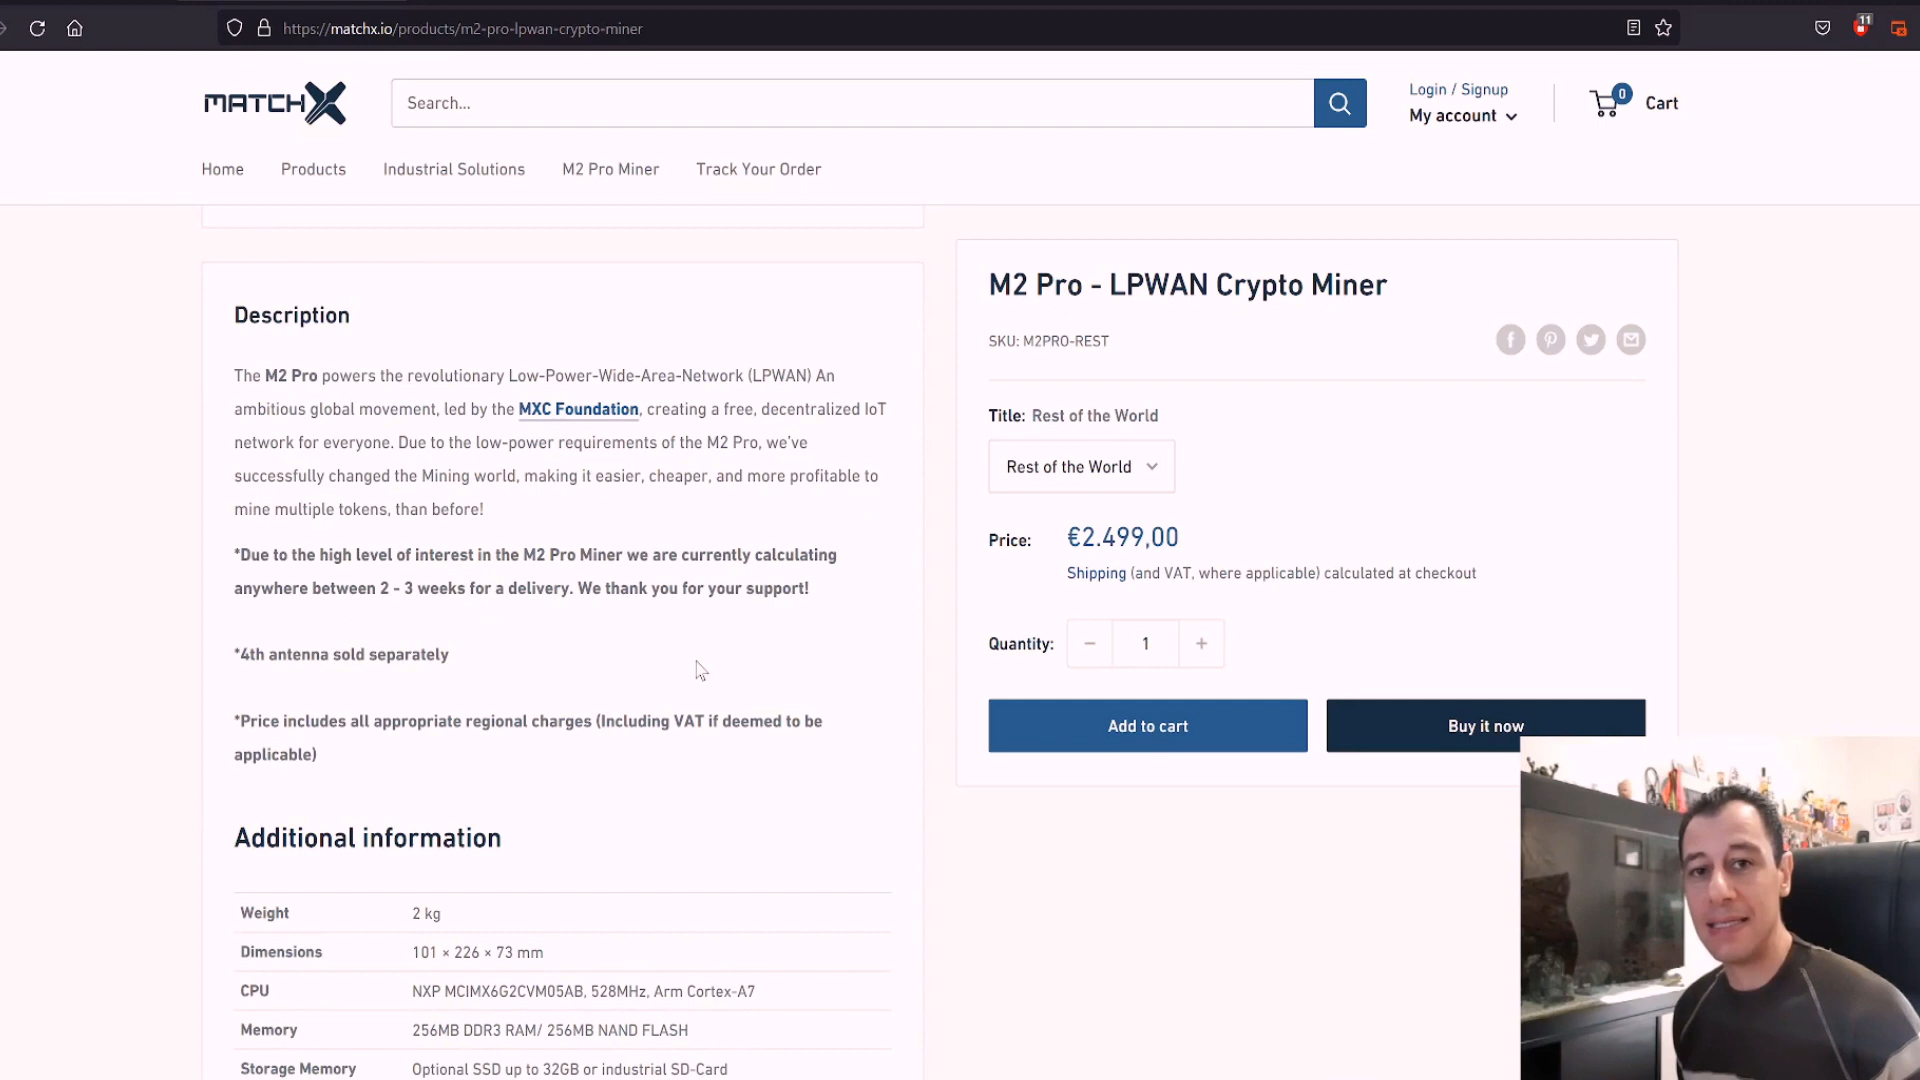 https://matchx.io/products/m2-pro-lpwan-crypto-miner
11
MATCHX
Search...
Login / Signup
My account
0
Cart
Home
Products
Industrial Solutions
M2 Pro Miner
Track Your Order
Description
The M2 Pro powers the revolutionary Low-Power-Wide-Area-Network (LPWAN) An
ambitious global movement, led by the MXC Foundation, creating a free, decentralized IoT
network for everyone. Due to the low-power requirements of the M2 Pro, we've
successfully changed the Mining world, making it easier, cheaper, and more profitable to
mine multiple tokens, than before!
*Due to the high level of interest in the M2 Pro Miner we are currently calculating
anywhere between 2 - 3 weeks for a delivery. We thank you for your support!
*4th antenna sold separately
*Price includes all appropriate regional charges (Including VAT if deemed to be
applicable)
Additional information
Weight 2 kg
Dimensions 101 × 226 × 73 mm
CPU NXP MCIMX6G2CVM05AB, 528MHz, Arm Cortex-A7
Memory 256MB DDR3 RAM/ 256MB NAND FLASH
Storage Memory Optional SSD up to 32GB or industrial SD-Card
M2 Pro - LPWAN Crypto Miner
SKU: M2PRO-REST
Title: Rest of the World
Rest of the World
Price: €2.499,00
Shipping (and VAT, where applicable) calculated at checkout
Quantity: − 1 +
Add to cart
Buy it now